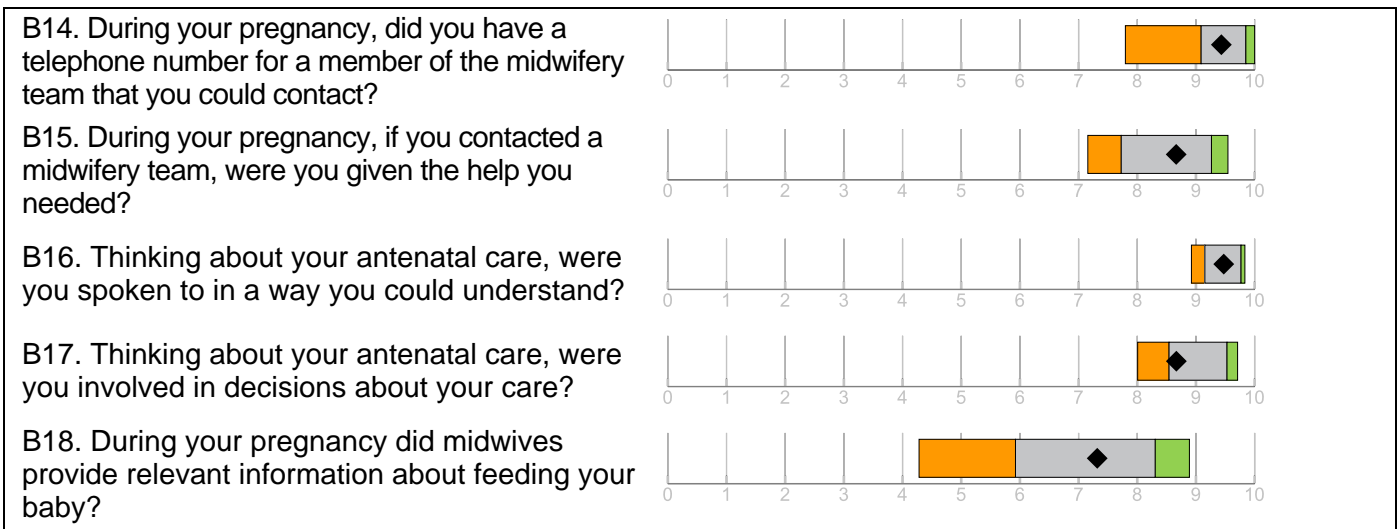 B14. During your pregnancy, did you have a
telephone number for a member of the midwifery
team that you could contact?
0 1 2 3 4 5 6 7 8 9 10
B15. During your pregnancy, if you contacted a
midwifery team, were you given the help you
needed?
0 1 2 3 4 5 6 7 8 9 10
B16. Thinking about your antenatal care, were
you spoken to in a way you could understand?
0 1 2 3 4 5 6 7 8 9 10
B17. Thinking about your antenatal care, were
you involved in decisions about your care?
0 1 2 3 4 5 6 7 8 9 10
B18. During your pregnancy did midwives
provide relevant information about feeding your
baby?
0 1 2 3 4 5 6 7 8 9 10